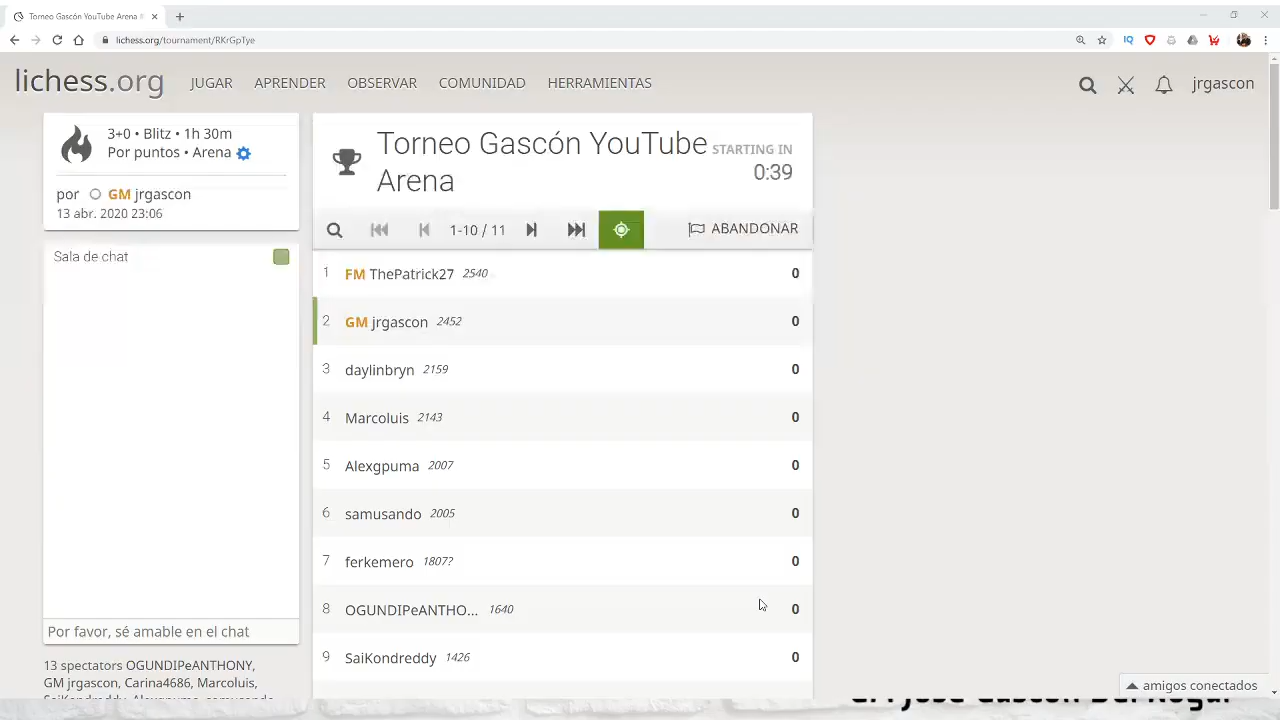 Torneo Gascón YouTube Arena
lichess.org/tournament/RKrGpTye
lichess.org
JUGAR
APRENDER
OBSERVAR
COMUNIDAD
HERRAMIENTAS
jrgascon
3+0 • Blitz • 1h 30m
Por puntos • Arena
por GM jrgascon
13 abr. 2020 23:06
Sala de chat
Por favor, sé amable en el chat
13 spectators OGUNDIPeANTHONY,
GM jrgascon, Carina4686, Marcoluis,
SaiKondreddy, Alexgpuma, samusando
Torneo Gascón YouTube
Arena
STARTING IN
0:39
1-10 / 11
ABANDONAR
1 FM ThePatrick27 2540 0
2 GM jrgascon 2452 0
3 daylinbryn 2159 0
4 Marcoluis 2143 0
5 Alexgpuma 2007 0
6 samusando 2005 0
7 ferkemero 1807? 0
8 OGUNDIPeANTHO... 1640 0
9 SaiKondreddy 1426 0
amigos conectados